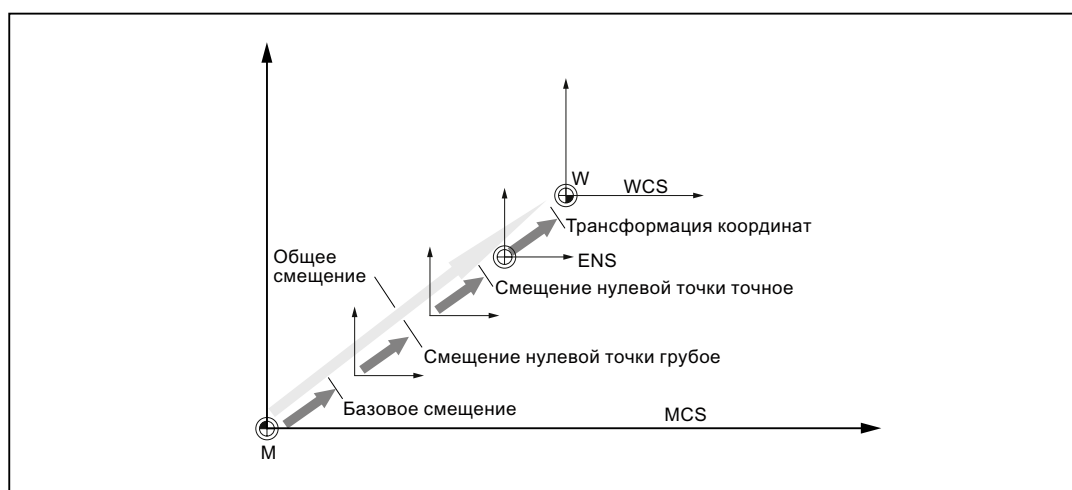 W
WCS
Трансформация координат
Общее
смещение
ENS
Смещение нулевой точки точное
Смещение нулевой точки грубое
Базовое смещение
MCS
M